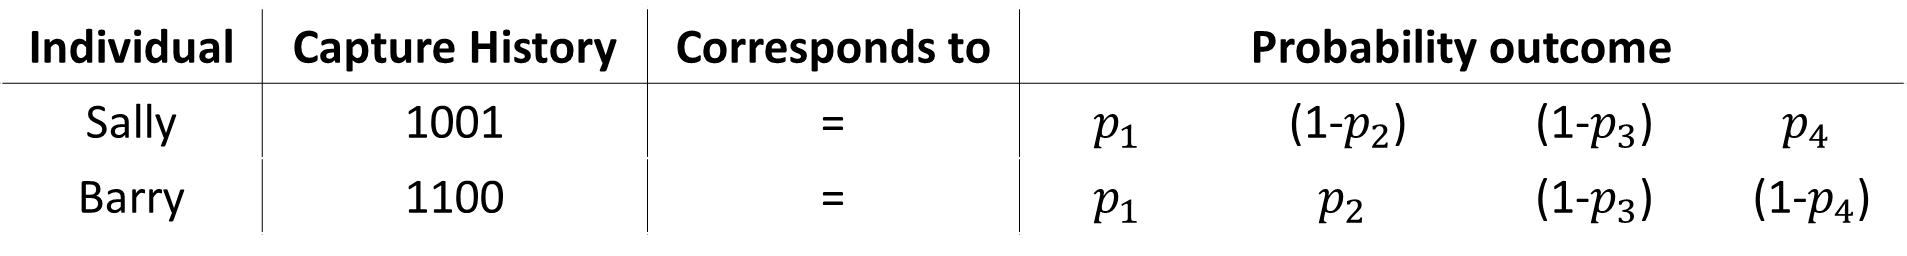 Individual Capture History Corresponds to Probability outcome
Sally 1001 = p₁ (1-p₂) (1-p₃) p₄
Barry 1100 = p₁ p₂ (1-p₃) (1-p₄)